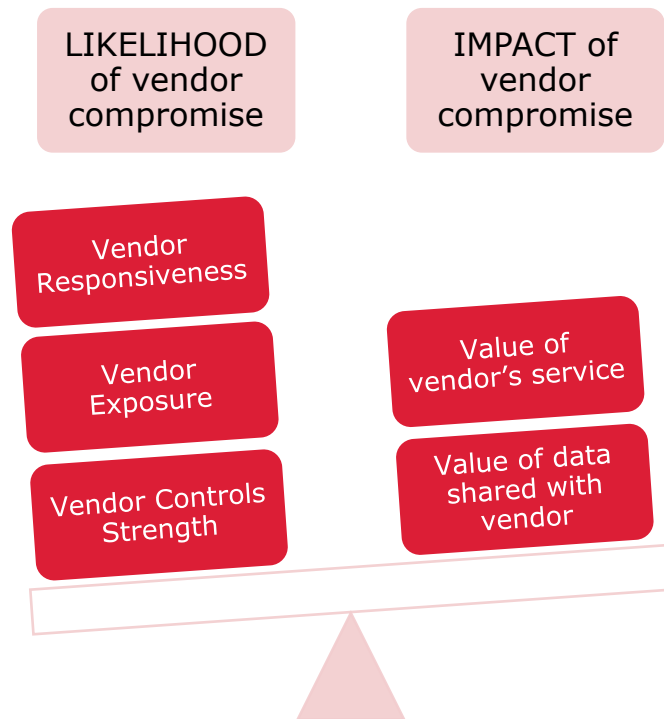 LIKELIHOOD
of vendor
compromise
IMPACT of
vendor
compromise
Vendor
Responsiveness
Vendor
Exposure
Vendor Controls
Strength
Value of
vendor’s service
Value of data
shared with
vendor